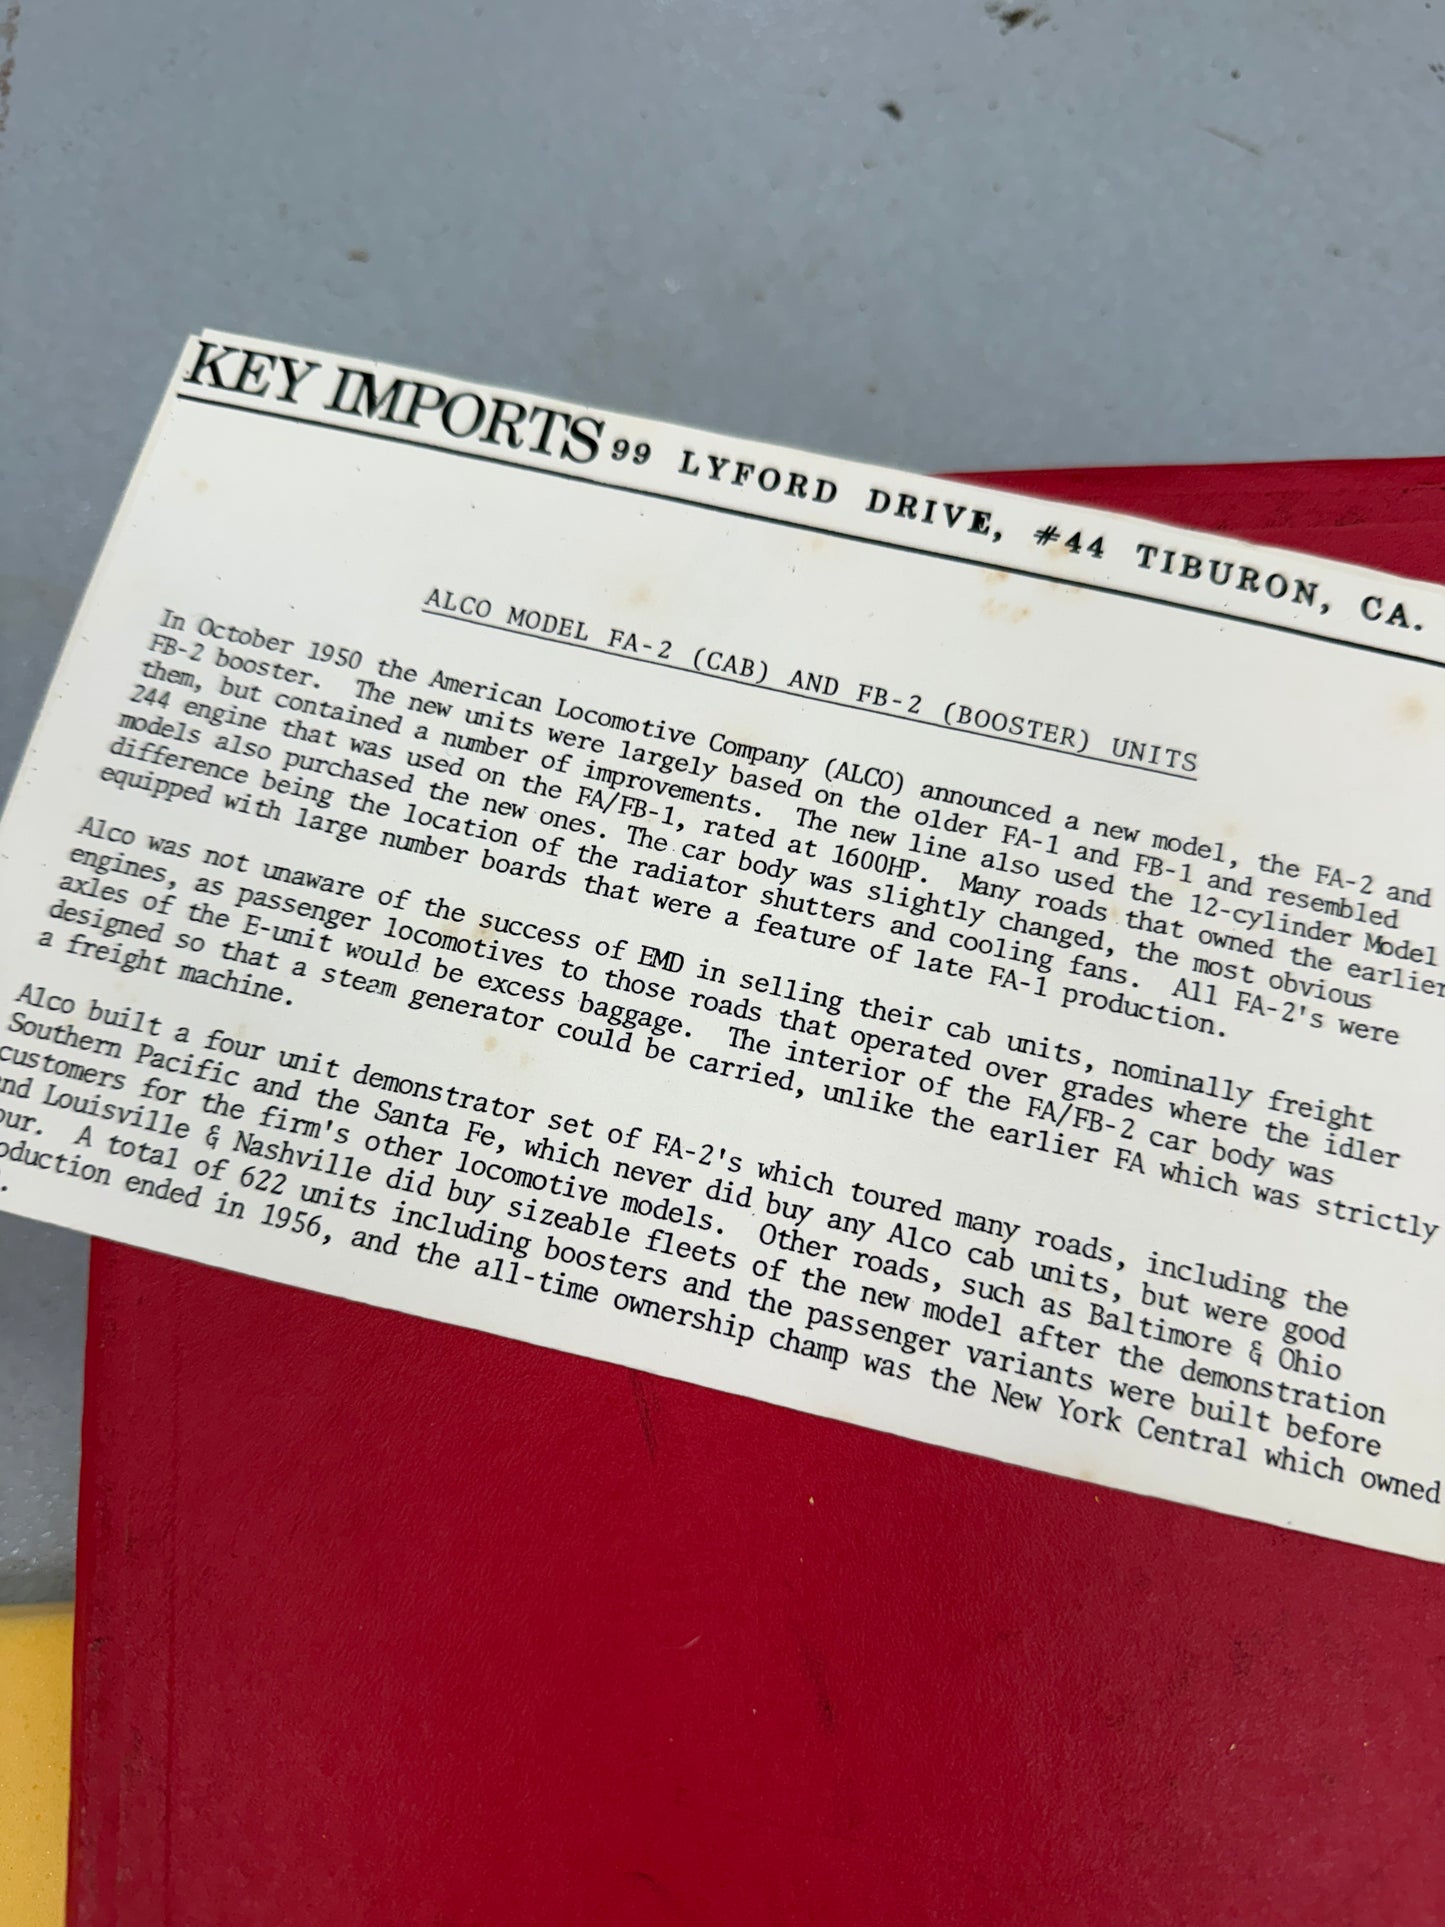 KEY IMPORTS 99 LYFORD DRIVE, #44 TIBURON, CA.
ALCO MODEL FA-2 (CAB) AND FB-2 (BOOSTER) UNITS
In October 1950 the American Locomotive Company (ALCO) announced a new model, the FA-2 and
FB-2 booster. The new units were largely based on the older FA-1 and FB-1 and resembled
them, but contained a number of improvements. The new line also used the 12-cylinder Model
244 engine that was used on the FA/FB-1, rated at 1600HP. Many roads that owned the earlier
models also purchased the new ones. The car body was slightly changed, the most obvious
difference being the location of the radiator shutters and cooling fans. All FA-2's were
equipped with large number boards that were a feature of late FA-1 production.
Alco was not unaware of the success of EMD in selling their cab units, nominally freight
engines, as passenger locomotives to those roads that operated over grades where the idler
axles of the E-unit would be excess baggage. The interior of the FA/FB-2 car body was
designed so that a steam generator could be carried, unlike the earlier FA which was strictly
a freight machine.
Alco built a four unit demonstrator set of FA-2's which toured many roads, including the
Southern Pacific and the Santa Fe, which never did buy any Alco cab units, but were good
customers for the firm's other locomotive models. Other roads, such as Baltimore & Ohio
nd Louisville & Nashville did buy sizeable fleets of the new model after the demonstration
our. A total of 622 units including boosters and the passenger variants were built before
oduction ended in 1956, and the all-time ownership champ was the New York Central which owned
.